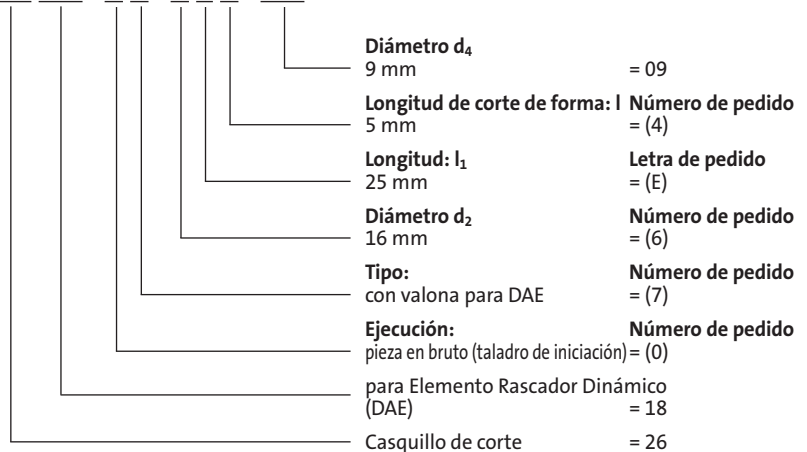 Diámetro d₄
9 mm = 09
Longitud de corte de forma: l Número de pedido
5 mm = (4)
Longitud: l₁ Letra de pedido
25 mm = (E)
Diámetro d₂ Número de pedido
16 mm = (6)
Tipo: Número de pedido
con valona para DAE = (7)
Ejecución: Número de pedido
pieza en bruto (taladro de iniciación) = (0)
para Elemento Rascador Dinámico
(DAE) = 18
Casquillo de corte = 26